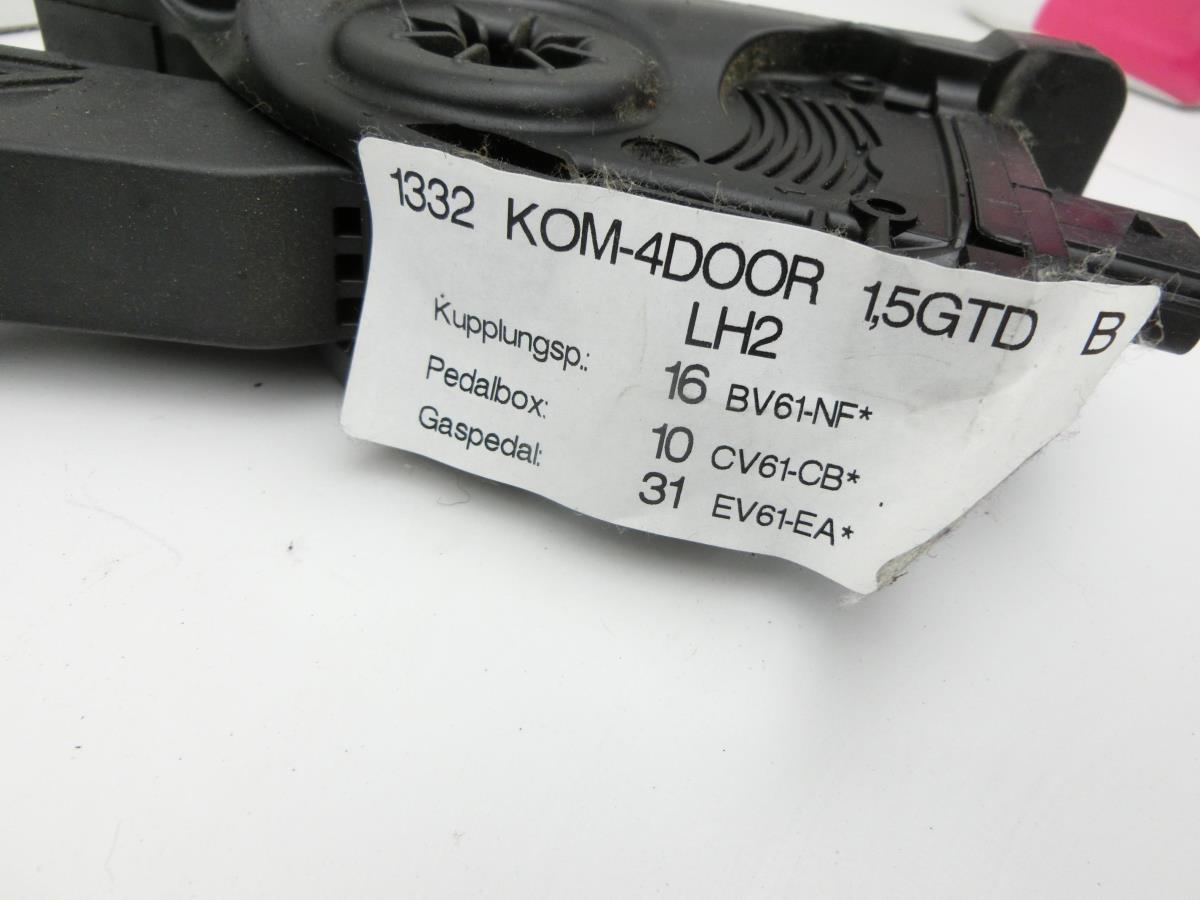 1332 KOM-4DOOR 1,5GTD B
LH2
Kupplungsp.: 16 BV61-NF*
Pedalbox: 10 CV61-CB*
Gaspedal: 31 EV61-EA*